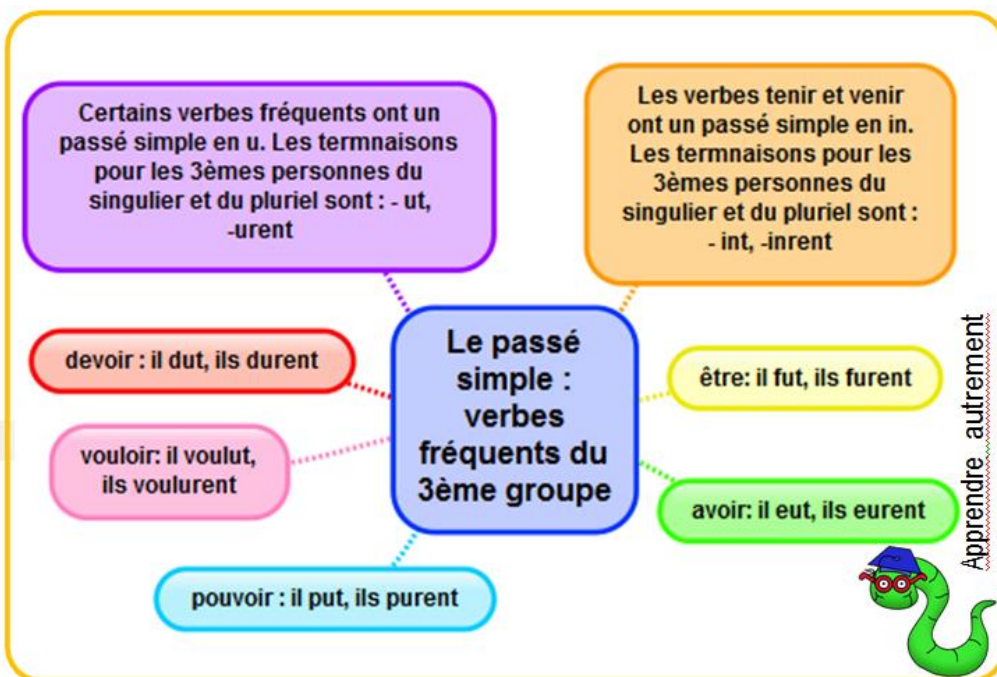 Certains verbes fréquents ont un
passé simple en u. Les termnaisons
pour les 3èmes personnes du
singulier et du pluriel sont : - ut,
-urent
Les verbes tenir et venir
ont un passé simple en in.
Les termnaisons pour les
3èmes personnes du
singulier et du pluriel sont :
- int, -inrent
Le passé
simple :
verbes
fréquents du
3ème groupe
devoir : il dut, ils durent
être: il fut, ils furent
vouloir: il voulut,
ils voulurent
avoir: il eut, ils eurent
pouvoir : il put, ils purent
Apprendre autrement